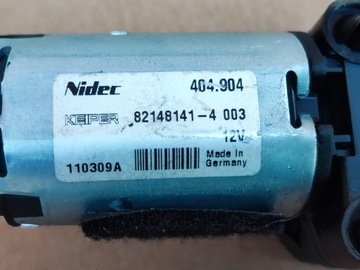 Nidec 404.904
KEIPER 82148141-4 003
12V
110309A Made In
Germany